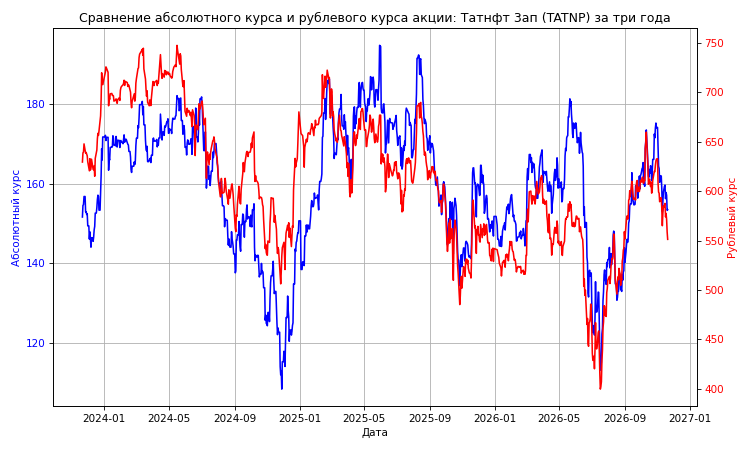 Сравнение абсолютного курса и рублевого курса акции: Татнфт 3ап (TATNP) за три года
Абсолютный курс
180
160
140
120
750
700
650
600
550
500
450
400
Рублевый курс
2024-01 2024-05 2024-09 2025-01 2025-05 2025-09 2026-01 2026-05 2026-09 2027-01
Дата